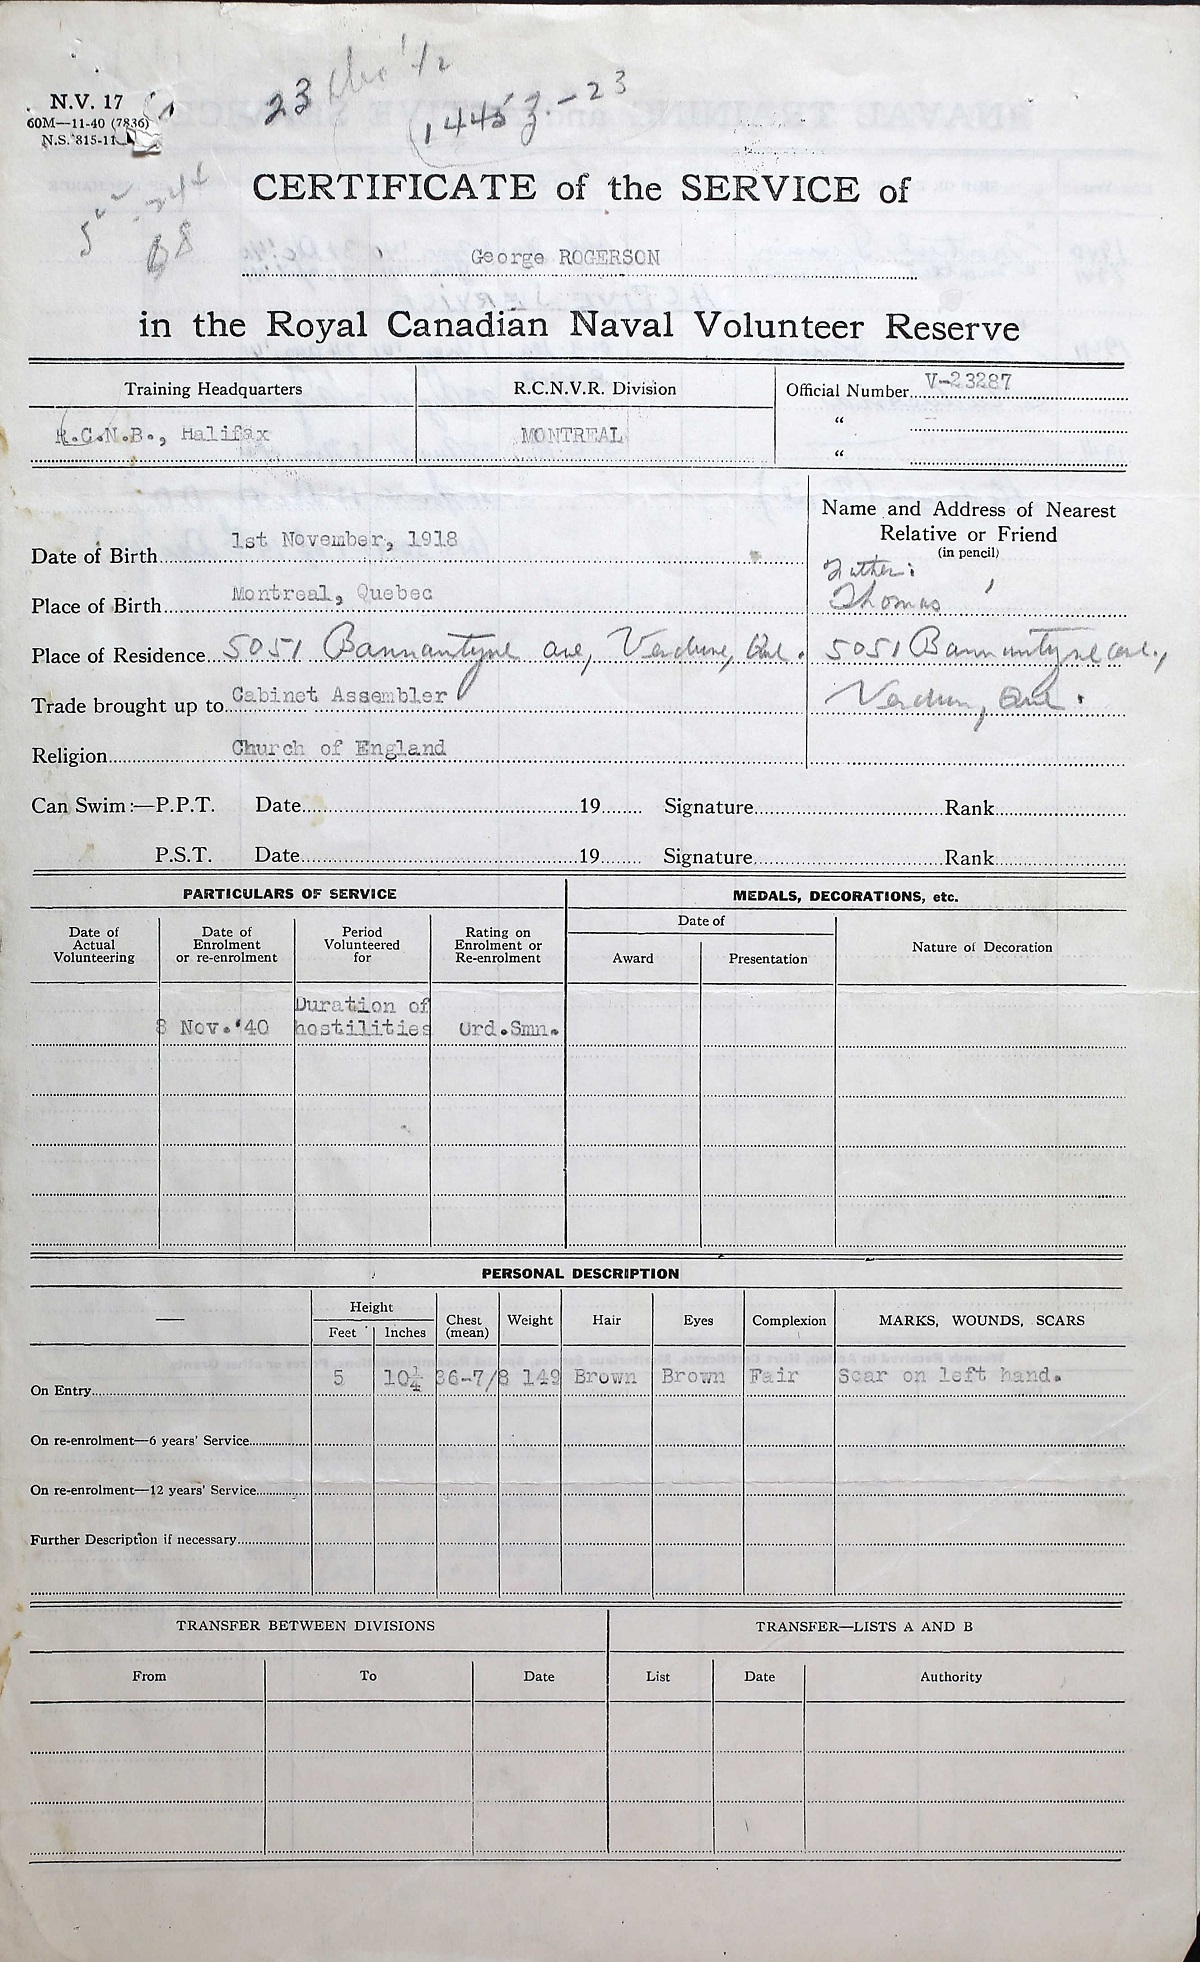 N.V. 17
60M—11-40 (7836)
N.S. 815-11
23
1445 3-23
68
CERTIFICATE of the SERVICE of
George ROGERSON
in the Royal Canadian Naval Volunteer Reserve
Training Headquarters R.C.N.V.R. Division Official Number V-23287
R.C.N.B., Halifax MONTREAL "
"
Name and Address of Nearest
Relative or Friend
(in pencil)
Date of Birth 1st November, 1918 Father:
Place of Birth Montreal, Quebec Thomas
Place of Residence 5051 Bannantyne ave, Verdun, Que. 5051 Bannantyne ave.,
Trade brought up to Cabinet Assembler Verdun, Que.
Religion Church of England
Can Swim:—P.P.T. Date 19 Signature Rank
P.S.T. Date 19 Signature Rank
PARTICULARS OF SERVICE MEDALS, DECORATIONS, etc.
Date of Actual Volunteering Date of Enrolment or re-enrolment Period Volunteered for Rating on Enrolment or Re-enrolment Date of Nature of Decoration
Award Presentation
Duration of
8 Nov. '40 hostilities Ord.Smn.
PERSONAL DESCRIPTION
— Height Chest (mean) Weight Hair Eyes Complexion MARKS, WOUNDS, SCARS
Feet Inches
On Entry 5 10¼ 36-7/8 149 Brown Brown Fair Scar on left hand.
On re-enrolment—6 years' Service
On re-enrolment—12 years' Service
Further Description if necessary
TRANSFER BETWEEN DIVISIONS TRANSFER—LISTS A AND B
From To Date List Date Authority